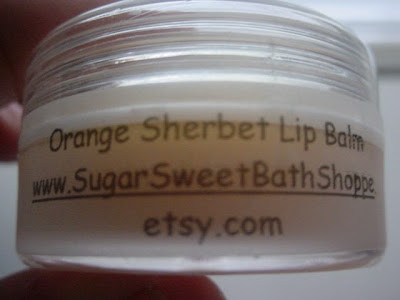 Orange Sherbet Lip Balm
www.SugarSweetBathShoppe.
etsy.com